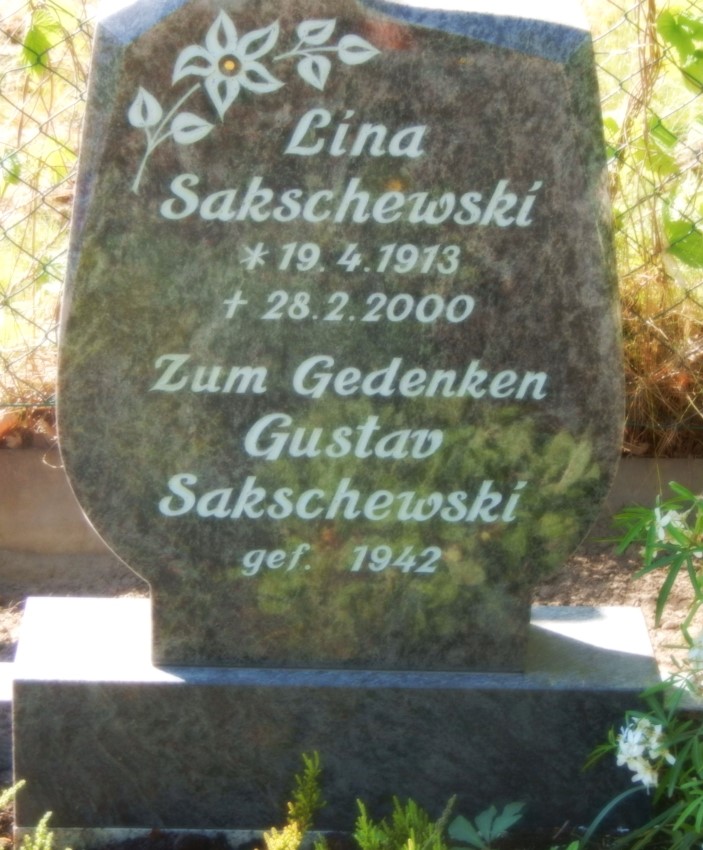 Lina
Sakschewski
* 19.4.1913
† 28.2.2000
Zum Gedenken
Gustav
Sakschewski
gef. 1942